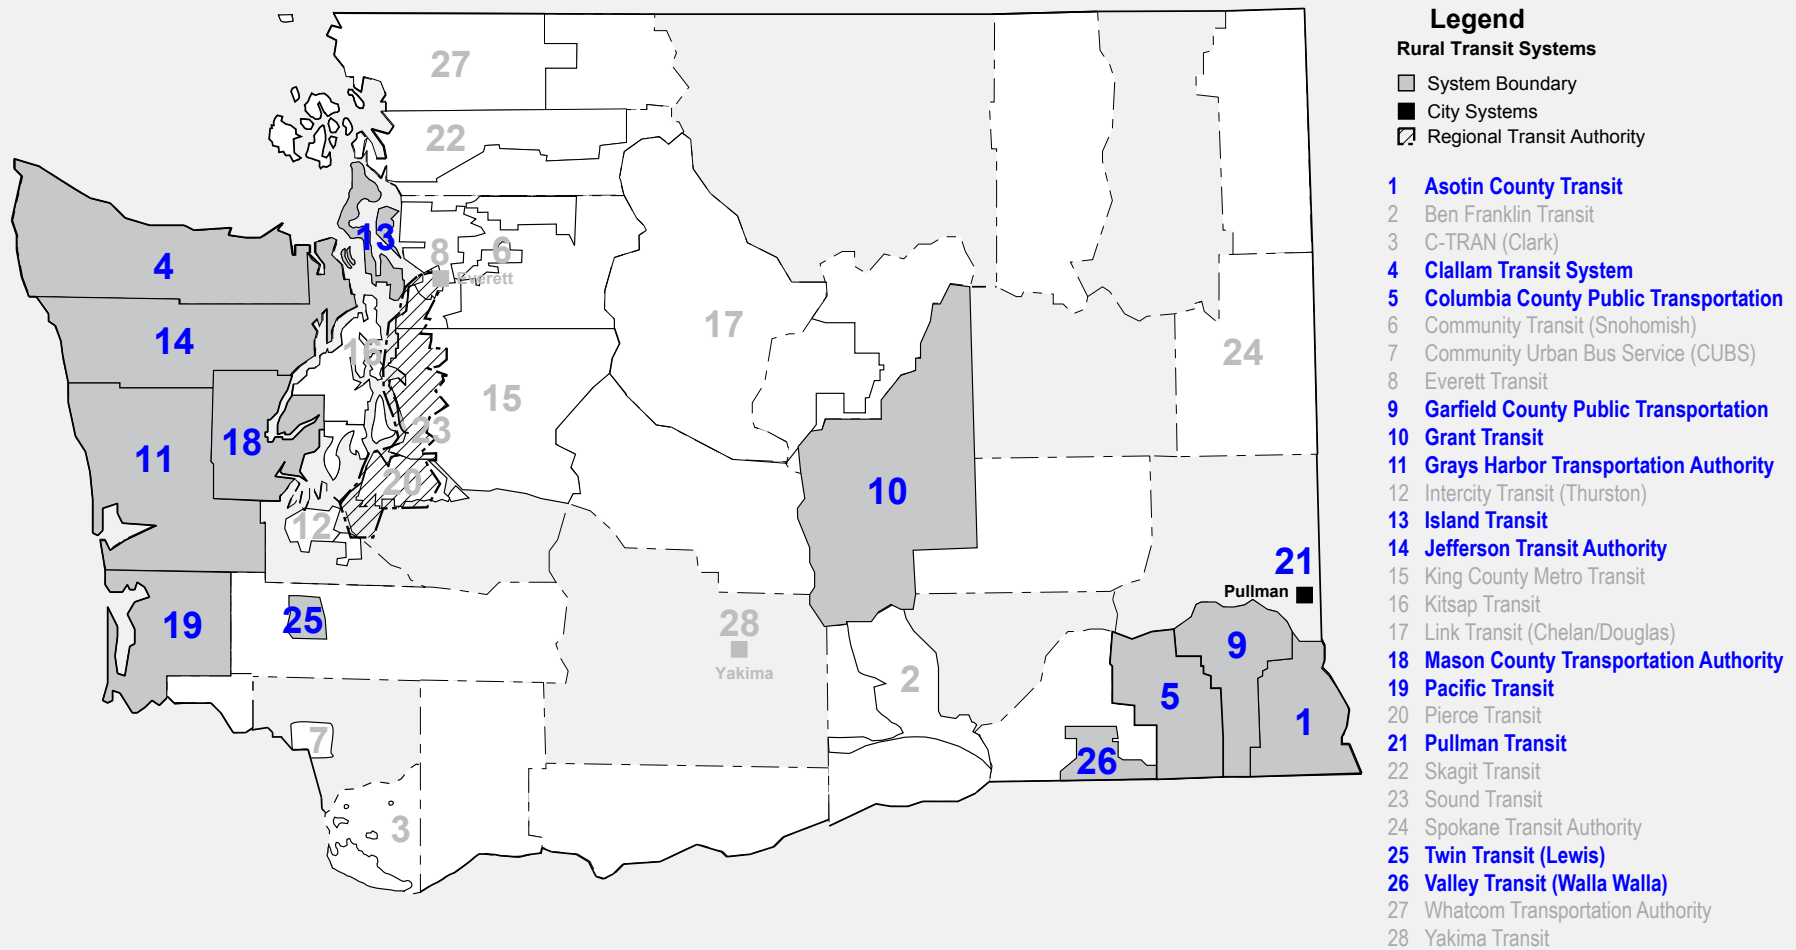 Legend
Rural Transit Systems
System Boundary
City Systems
Regional Transit Authority
1 Asotin County Transit
2 Ben Franklin Transit
3 C-TRAN (Clark)
4 Clallam Transit System
5 Columbia County Public Transportation
6 Community Transit (Snohomish)
7 Community Urban Bus Service (CUBS)
8 Everett Transit
9 Garfield County Public Transportation
10 Grant Transit
11 Grays Harbor Transportation Authority
12 Intercity Transit (Thurston)
13 Island Transit
14 Jefferson Transit Authority
15 King County Metro Transit
16 Kitsap Transit
17 Link Transit (Chelan/Douglas)
18 Mason County Transportation Authority
19 Pacific Transit
20 Pierce Transit
21 Pullman Transit
22 Skagit Transit
23 Sound Transit
24 Spokane Transit Authority
25 Twin Transit (Lewis)
26 Valley Transit (Walla Walla)
27 Whatcom Transportation Authority
28 Yakima Transit
27
22
13
8
6
4
Everett
14
16
17
24
15
23
18
11
20
10
12
21
Pullman
25
19
28
9
Yakima
2
5
1
7
26
3